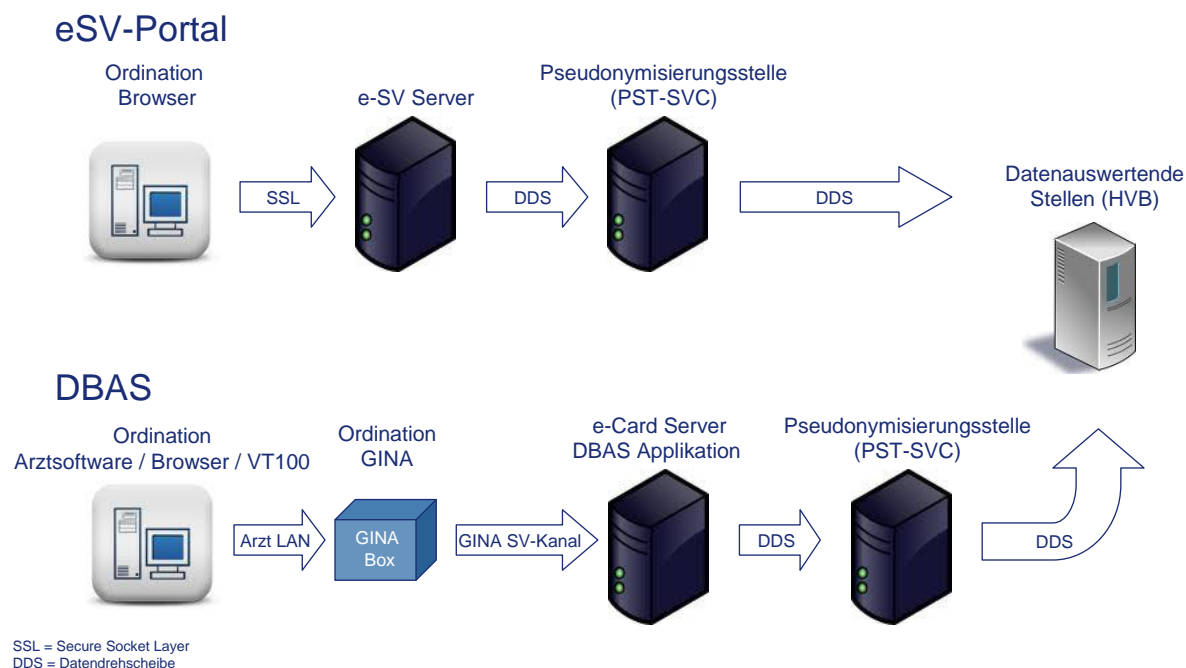 eSV-Portal
Ordination
Browser
e-SV Server
Pseudonymisierungsstelle
(PST-SVC)
SSL
DDS
DDS
Datenauswertende
Stellen (HVB)
DBAS
Ordination
Arztsoftware / Browser / VT100
Ordination
GINA
e-Card Server
DBAS Applikation
Pseudonymisierungsstelle
(PST-SVC)
Arzt LAN
GINA
Box
GINA SV-Kanal
DDS
DDS
SSL = Secure Socket Layer
DDS = Datendrehscheibe